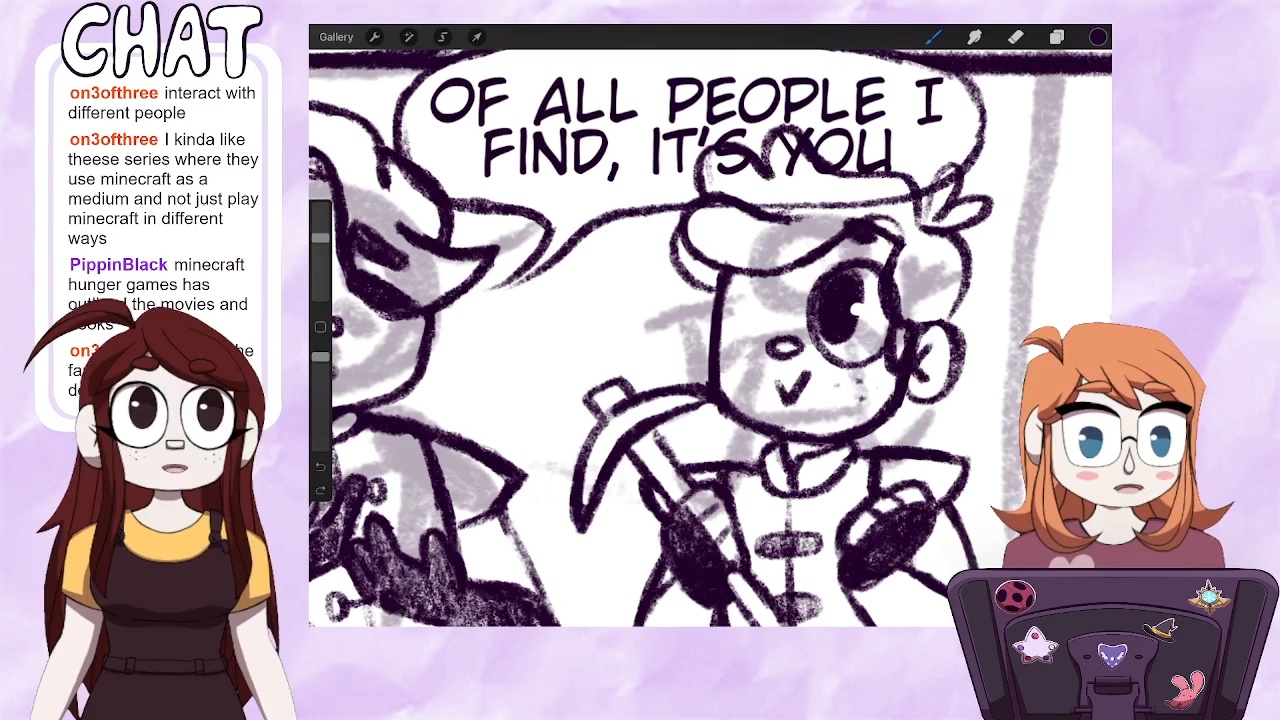 CHAT
on3ofthree interact with
different people
on3ofthree I kinda like
theese series where they
use minecraft as a
medium and not just play
minecraft in different
ways
PippinBlack minecraft
hunger games has
the movies and
Gallery
OF ALL PEOPLE I
FIND, IT'S YOU